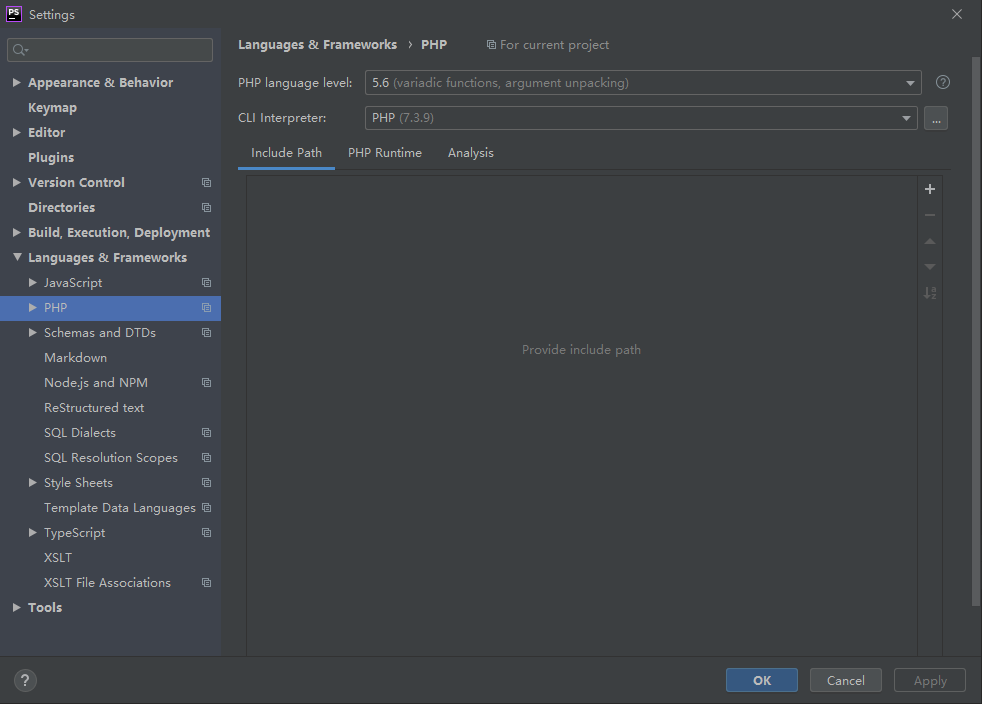 PS Settings
Languages & Frameworks › PHP For current project
Appearance & Behavior
Keymap
Editor
Plugins
Version Control
Directories
Build, Execution, Deployment
Languages & Frameworks
JavaScript
PHP
Schemas and DTDs
Markdown
Node.js and NPM
ReStructured text
SQL Dialects
SQL Resolution Scopes
Style Sheets
Template Data Languages
TypeScript
XSLT
XSLT File Associations
Tools
PHP language level: 5.6 (variadic functions, argument unpacking) ?
CLI Interpreter: PHP (7.3.9) ...
Include Path PHP Runtime Analysis
Provide include path
? OK Cancel Apply